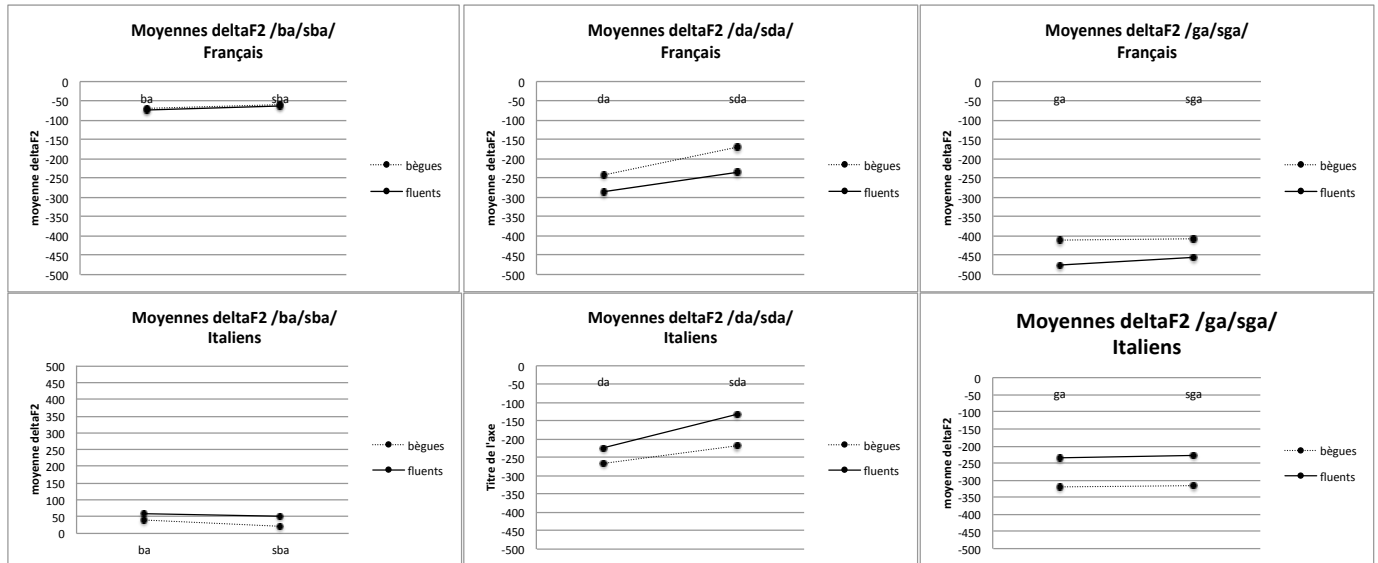 Moyennes deltaF2 /ba/sba/
Français
0
-50
-100
-150
-200
-250
-300
-350
-400
-450
-500
moyenne deltaF2
ba
sba
bègues
fluents
Moyennes deltaF2 /da/sda/
Français
0
-50
-100
-150
-200
-250
-300
-350
-400
-450
-500
moyenne deltaF2
da
sda
bègues
fluents
Moyennes deltaF2 /ga/sga/
Français
0
-50
-100
-150
-200
-250
-300
-350
-400
-450
-500
moyenne deltaF2
ga
sga
bègues
fluents
Moyennes deltaF2 /ba/sba/
Italiens
500
450
400
350
300
250
200
150
100
50
0
moyenne deltaF2
ba
sba
bègues
fluents
Moyennes deltaF2 /da/sda/
Italiens
0
-50
-100
-150
-200
-250
-300
-350
-400
-450
-500
Titre de l'axe
da
sda
bègues
fluents
Moyennes deltaF2 /ga/sga/
Italiens
0
-50
-100
-150
-200
-250
-300
-350
-400
-450
-500
moyenne deltaF2
ga
sga
bègues
fluents